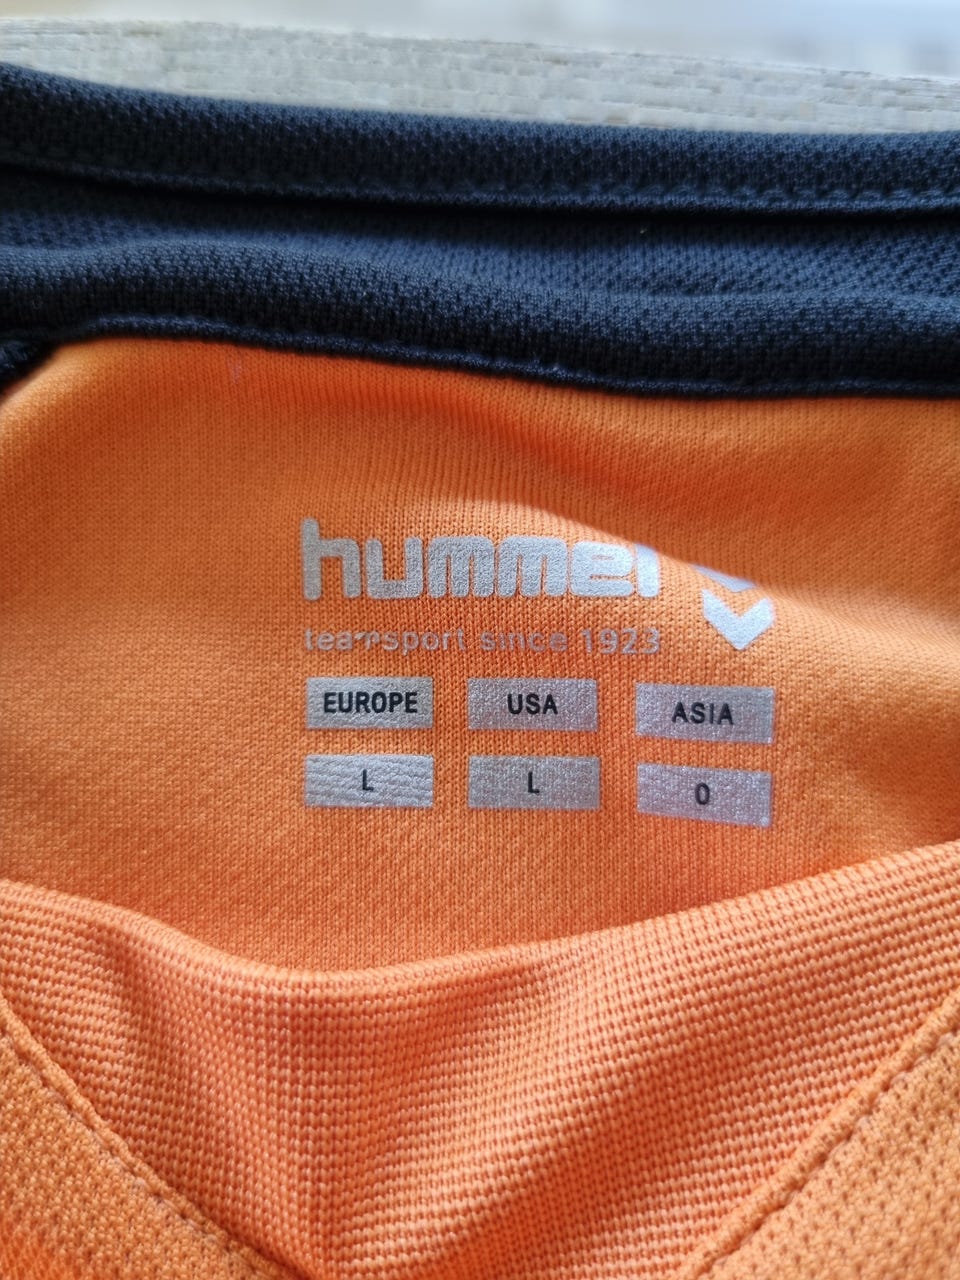 hummel
teamsport since 1923
EUROPE USA ASIA
L L O